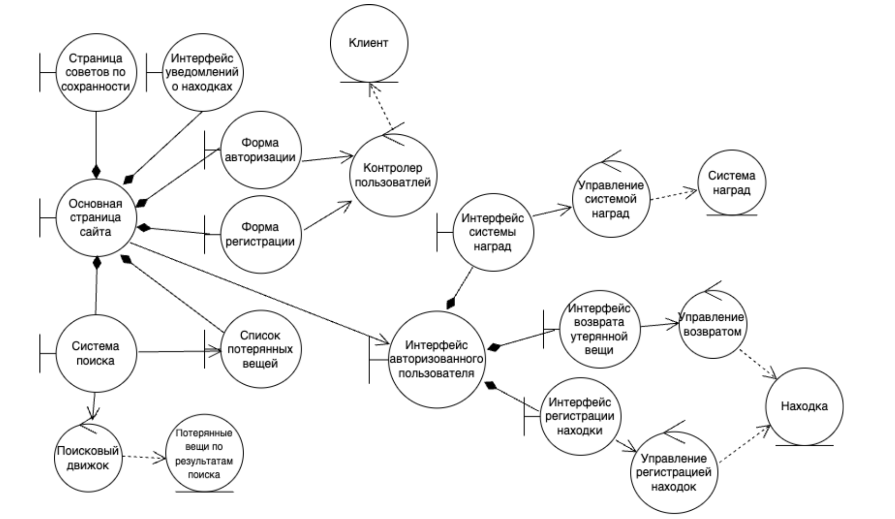 Страница
советов по
сохранности
Интерфейс
уведомлений
о находках
Клиент
Форма
авторизации
Контролер
пользоватлей
Основная
страница
сайта
Форма
регистрации
Интерфейс
системы
наград
Управление
системой
наград
Система
наград
Система
поиска
Список
потерянных
вещей
Интерфейс
авторизованного
пользователя
Интерфейс
возврата
утерянной
вещи
Управление
возвратом
Интерфейс
регистрации
находки
Находка
Поисковый
движок
Потерянные
вещи по
результатам
поиска
Управление
регистрацией
находок